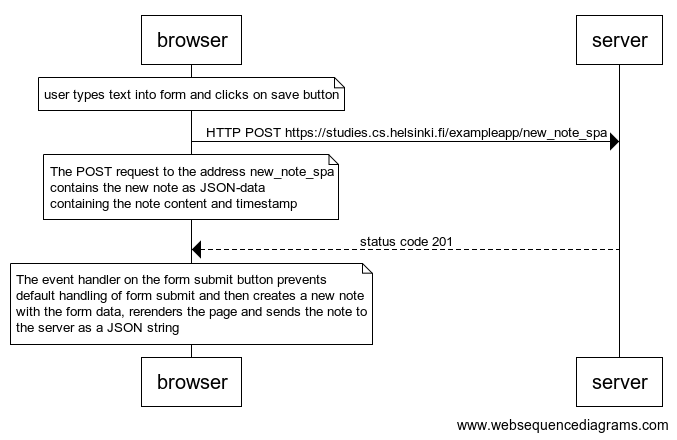 browser
server
user types text into form and clicks on save button
HTTP POST https://studies.cs.helsinki.fi/exampleapp/new_note_spa
The POST request to the address new_note_spa
contains the new note as JSON-data
containing the note content and timestamp
status code 201
The event handler on the form submit button prevents
default handling of form submit and then creates a new note
with the form data, rerenders the page and sends the note to
the server as a JSON string
browser
server
www.websequencediagrams.com